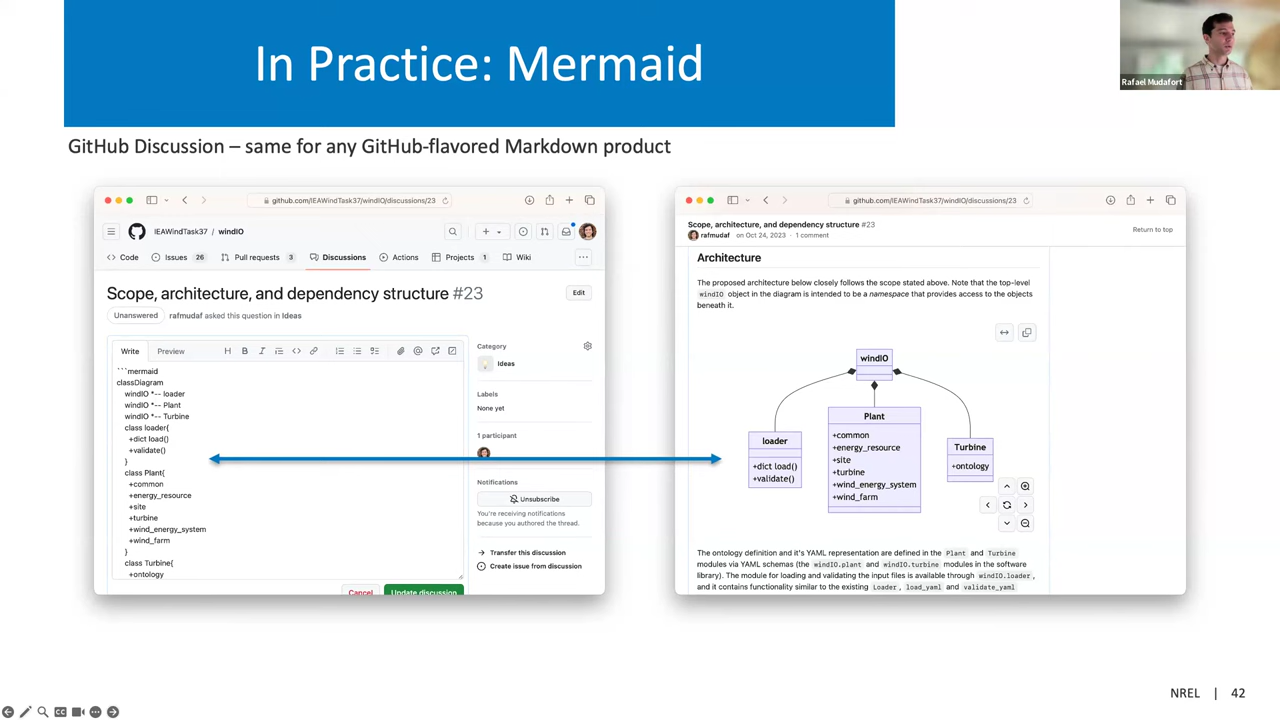 In Practice: Mermaid
Rafael Mudafort
GitHub Discussion – same for any GitHub-flavored Markdown product
github.com/IEAWindTask37/windIO/discussions/23
IEAWindTask37 / windIO
Code Issues 26 Pull requests 3 Discussions Actions Projects 1 Wiki
Scope, architecture, and dependency structure #23
Edit
Unanswered rafmudaf asked this question in Ideas
Write Preview
```mermaid
classDiagram
windIO *-- loader
windIO *-- Plant
windIO *-- Turbine
class loader{
+dict load()
+validate()
}
class Plant{
+common
+energy_resource
+site
+turbine
+wind_energy_system
+wind_farm
}
class Turbine{
+ontology
Cancel Update discussion
Category
Ideas
Labels
None yet
1 participant
Notifications
Unsubscribe
You're receiving notifications
because you authored the thread.
Transfer this discussion
Create issue from discussion
github.com/IEAWindTask37/windIO/discussions/23
Scope, architecture, and dependency structure #23
rafmudaf on Oct 24, 2023 · 1 comment
Return to top
Architecture
The proposed architecture below closely follows the scope stated above. Note that the top-level
windIO object in the diagram is intended to be a namespace that provides access to the objects
beneath it.
windIO
loader
+dict load()
+validate()
Plant
+common
+energy_resource
+site
+turbine
+wind_energy_system
+wind_farm
Turbine
+ontology
The ontology definition and it's YAML representation are defined in the Plant and Turbine
modules via YAML schemas (the windIO.plant and windIO.turbine modules in the software
library). The module for loading and validating the input files is available through windIO.loader,
and it contains functionality similar to the existing Loader, load_yaml and validate_yaml
NREL | 42